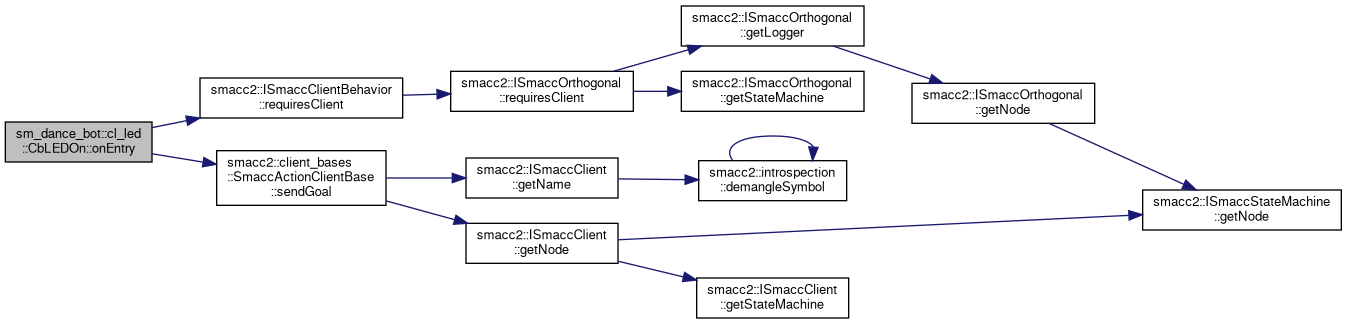 sm_dance_bot::cl_led
::CbLEDOn::onEntry
smacc2::ISmaccClientBehavior
::requiresClient
smacc2::ISmaccOrthogonal
::requiresClient
smacc2::ISmaccOrthogonal
::getLogger
smacc2::ISmaccOrthogonal
::getStateMachine
smacc2::ISmaccOrthogonal
::getNode
smacc2::client_bases
::SmaccActionClientBase
::sendGoal
smacc2::ISmaccClient
::getName
smacc2::introspection
::demangleSymbol
smacc2::ISmaccStateMachine
::getNode
smacc2::ISmaccClient
::getNode
smacc2::ISmaccClient
::getStateMachine